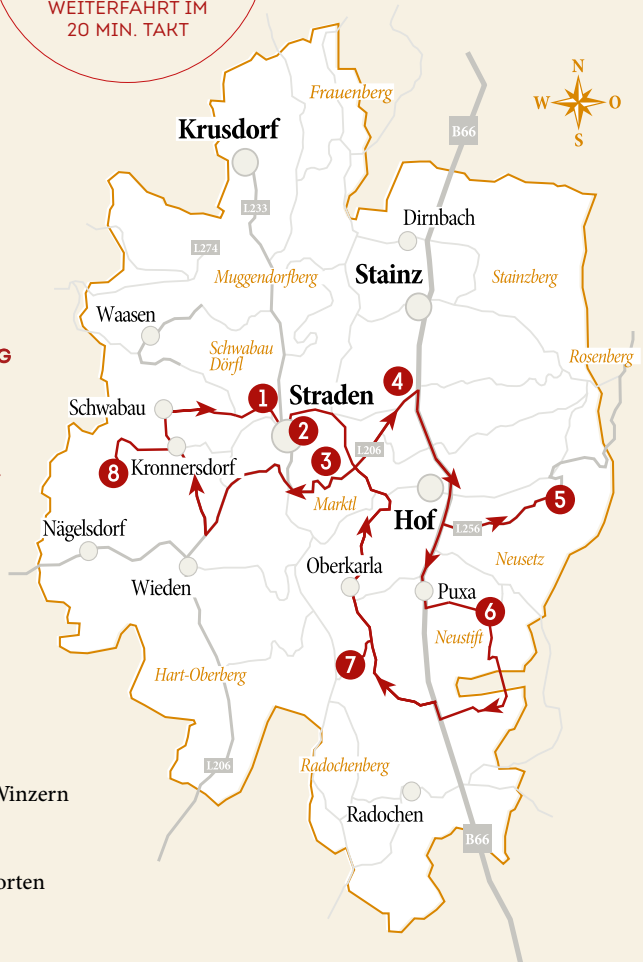 WEITERFAHRT IM
20 MIN. TAKT
Frauenberg
N
W
O
S
Krusdorf
B66
L233
Dirnbach
L274
Muggendorfberg
Stainz
Stainzberg
Waasen
Schwabau
Dörfl
Rosenberg
G
Schwabau
1
Straden
4
2
L206
3
8
Kronnersdorf
Marktl
Hof
5
L256
Nägelsdorf
Neusetz
Oberkarla
Wieden
Puxa
6
Neustift
7
Hart-Oberberg
L206
Radochenberg
Winzern
Radochen
B66
orten